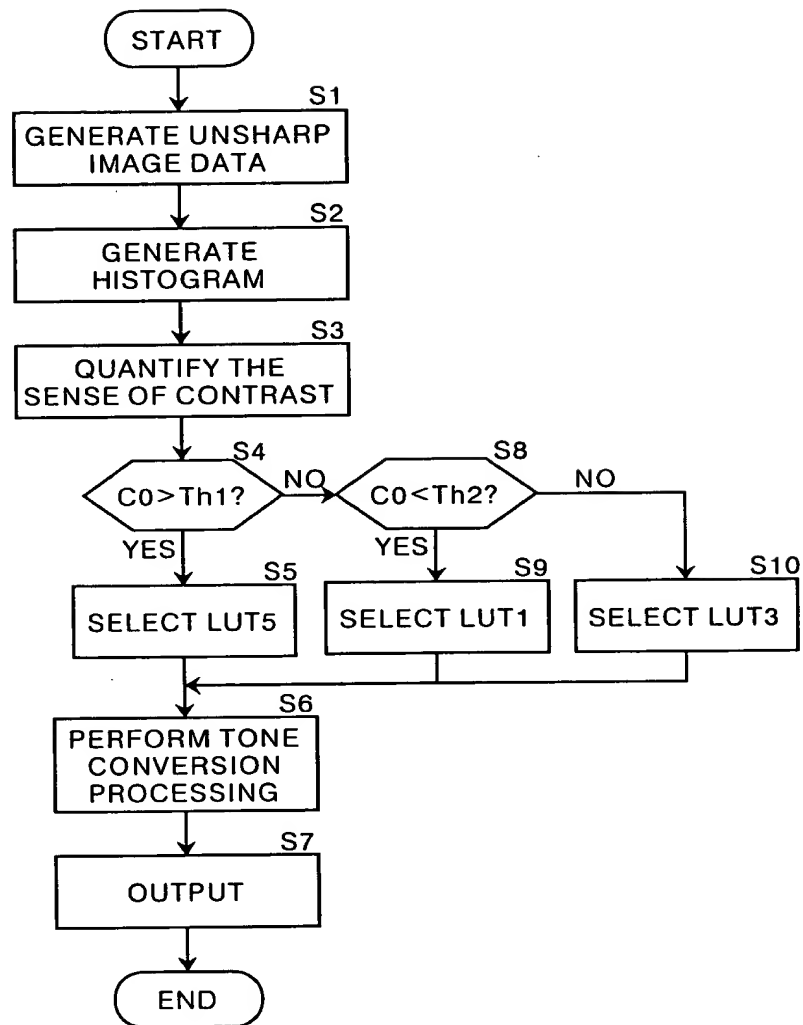 START
S1
GENERATE UNSHARP
IMAGE DATA
S2
GENERATE
HISTOGRAM
S3
QUANTIFY THE
SENSE OF CONTRAST
S4
C0>Th1?
NO
S8
C0<Th2?
NO
YES
YES
S5
SELECT LUT5
S9
SELECT LUT1
S10
SELECT LUT3
S6
PERFORM TONE
CONVERSION
PROCESSING
S7
OUTPUT
END